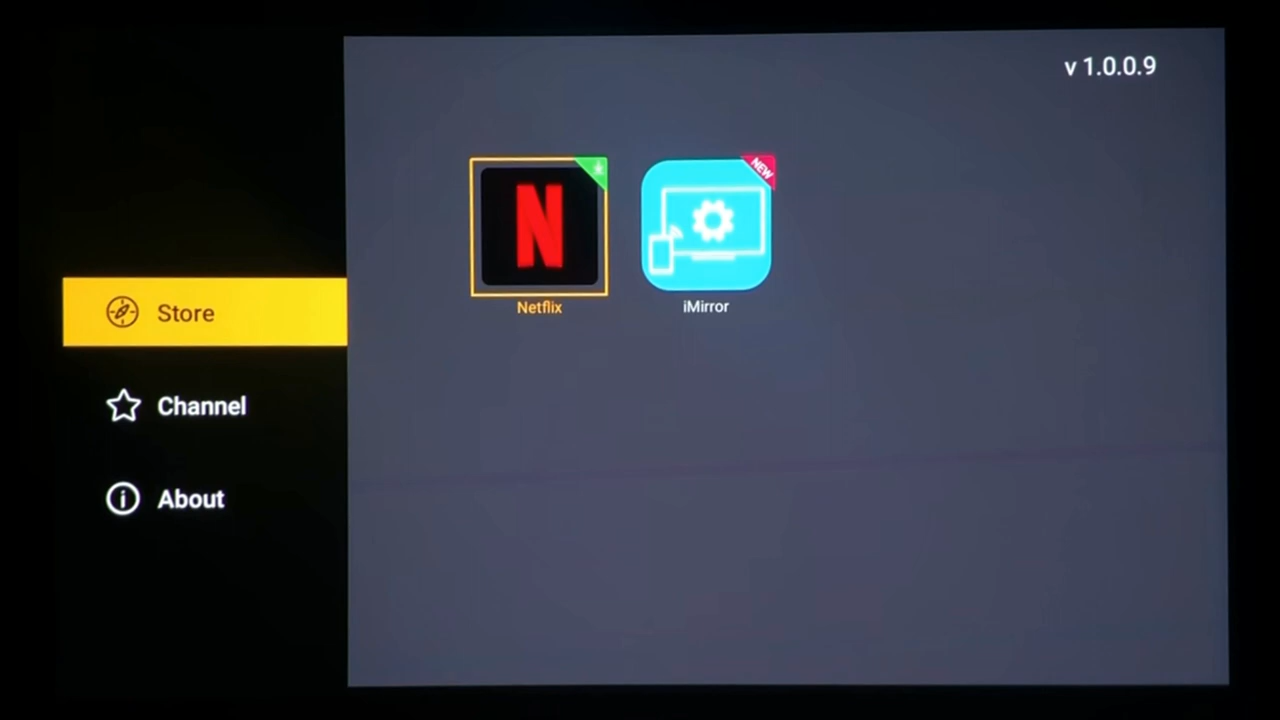 v 1.0.0.9
N
NEW
Netflix
iMirror
Store
Channel
About